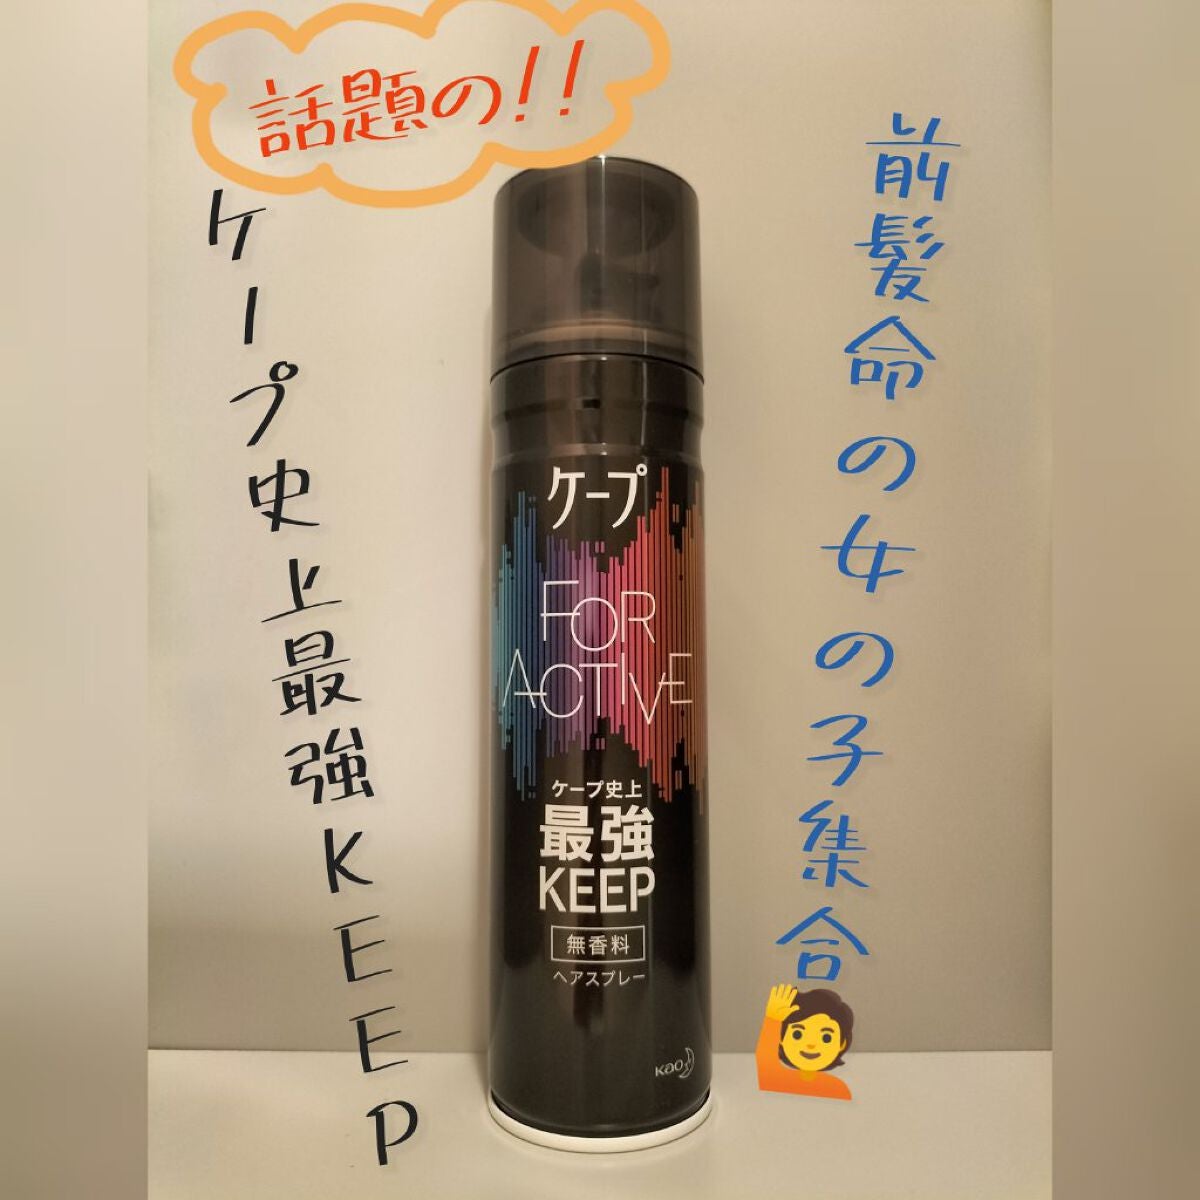 話題の!!
ケープ史上最強KEEP
前髪命の女の子集合
ケープ
FOR
ACTIVE
ケープ史上
最強
KEEP
無香料
ヘアスプレー
Kao